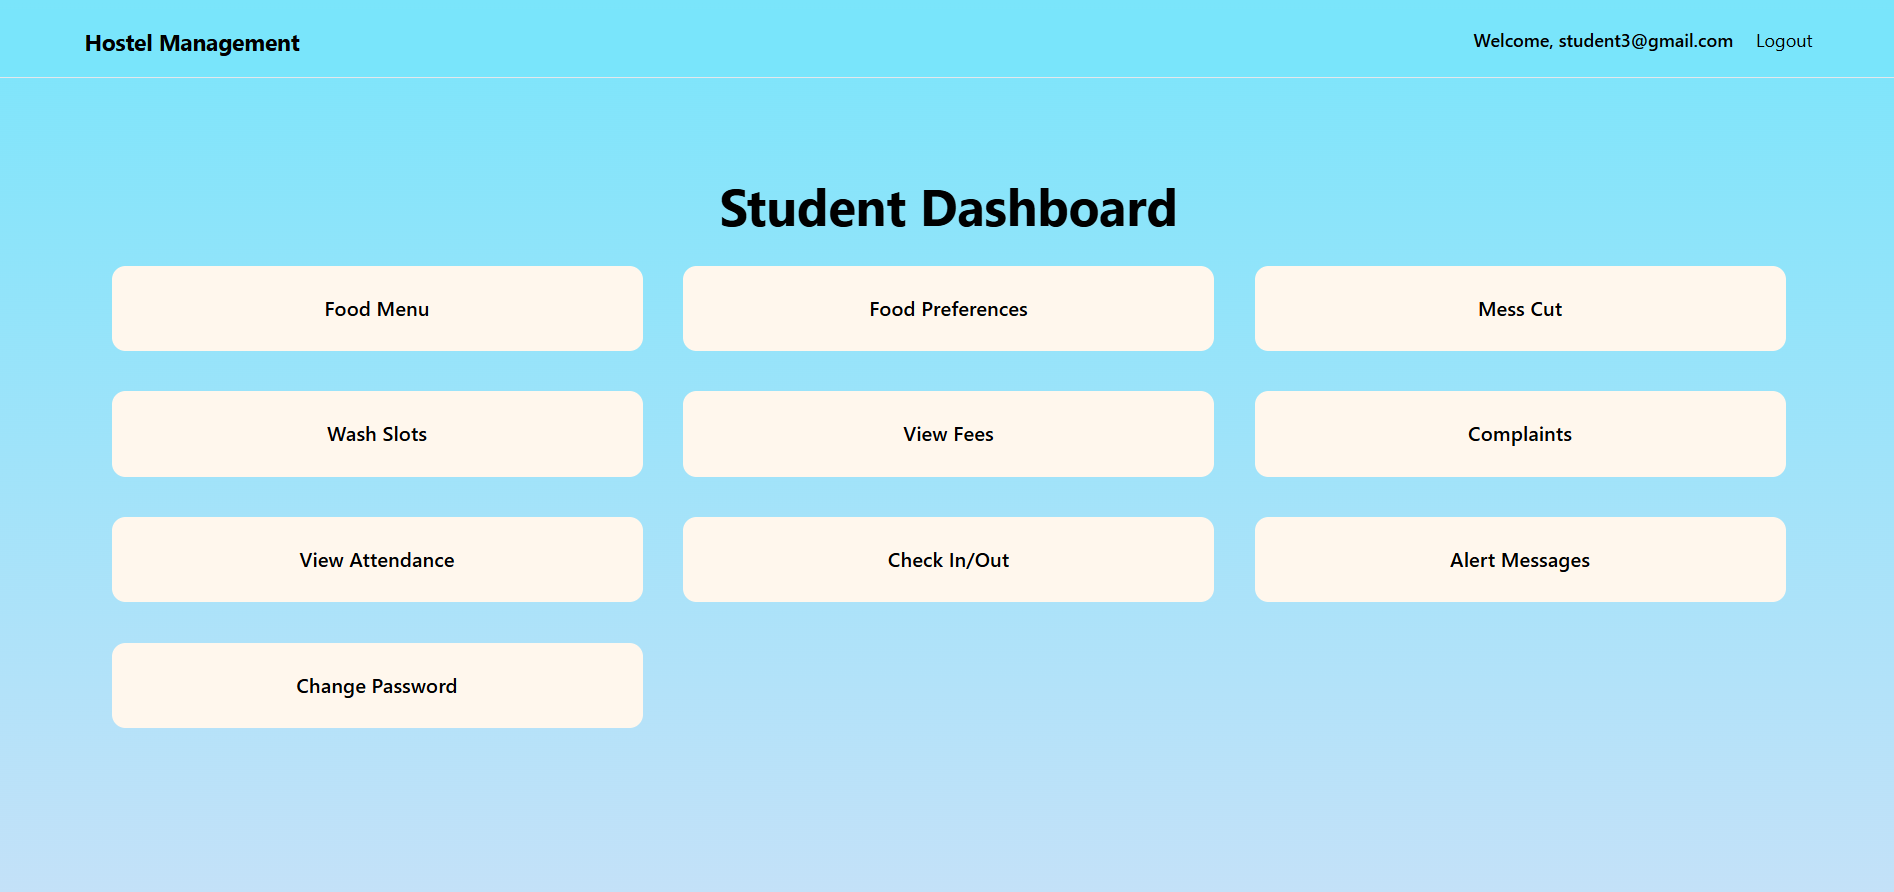 Hostel Management
Welcome, student3@gmail.com Logout
Student Dashboard
Food Menu
Food Preferences
Mess Cut
Wash Slots
View Fees
Complaints
View Attendance
Check In/Out
Alert Messages
Change Password